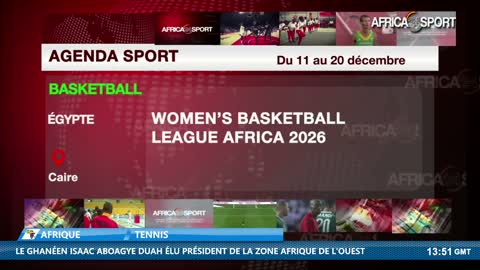 AFRICA SPORT
AFRICA SPORT
AGENDA SPORT
Du 11 au 20 décembre
BASKETBALL
ÉGYPTE
WOMEN'S BASKETBALL
LEAGUE AFRICA 2026
Caire
AFRICA SPORT
AFRIQUE
TENNIS
LE GHANÉEN ISAAC ABOAGYE DUAH ÉLU PRÉSIDENT DE LA ZONE AFRIQUE DE L'OUEST
13:51 GMT